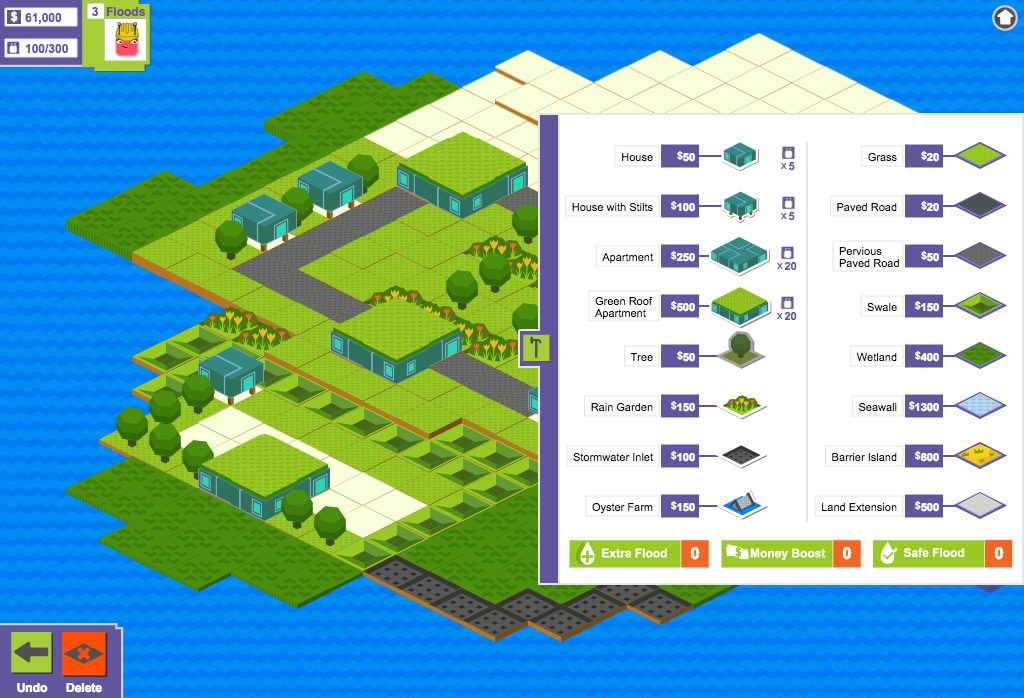 $ 61,000
3 Floods
100/300
House $50 x 5
Grass $20
House with Stilts $100 x 5
Paved Road $20
Apartment $250 x 20
Pervious
Paved Road $50
Green Roof
Apartment $500 x 20
Swale $150
Tree $50
Wetland $400
Rain Garden $150
Seawall $1300
Stormwater Inlet $100
Barrier Island $800
Oyster Farm $150
Land Extension $500
Extra Flood 0
Money Boost 0
Safe Flood 0
Undo
Delete